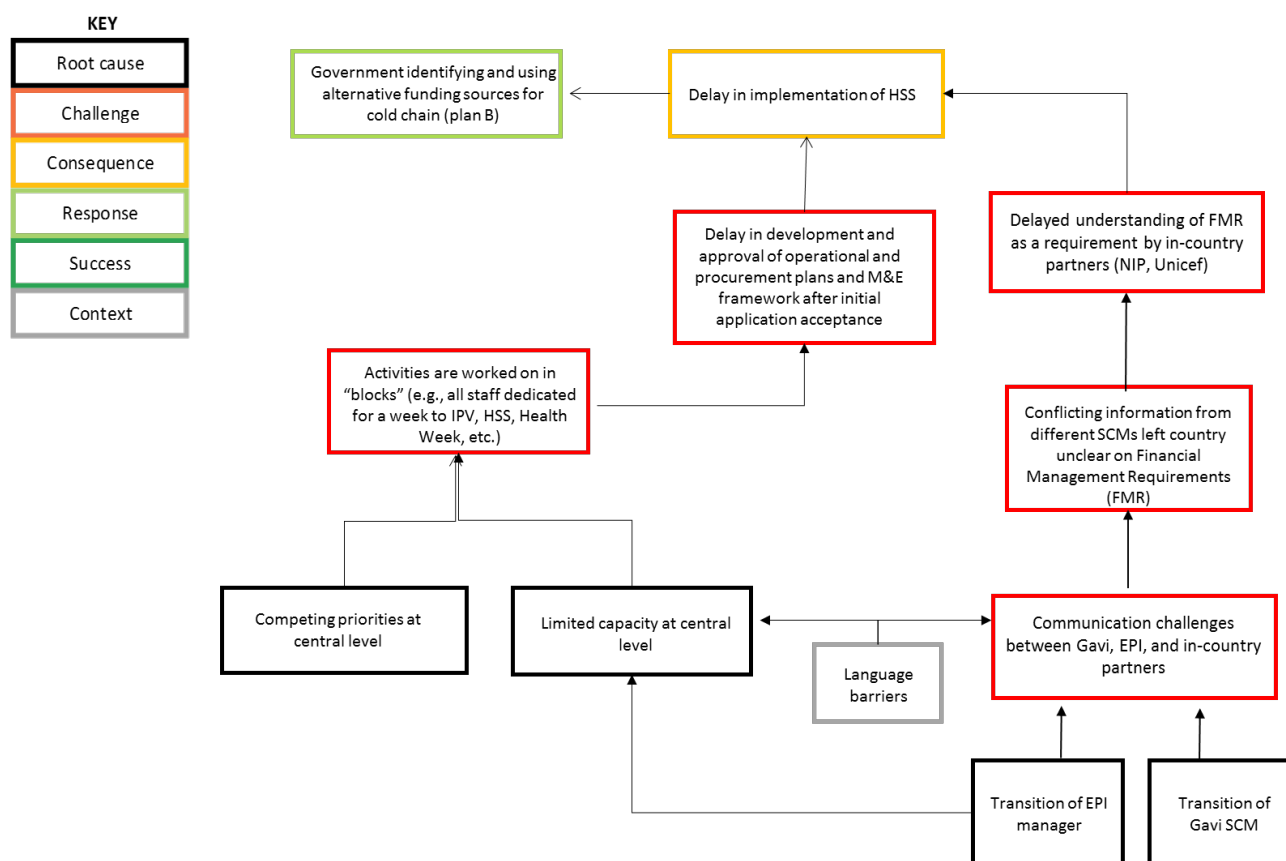 KEY
Root cause
Challenge
Consequence
Response
Success
Context
Government identifying and using
alternative funding sources for
cold chain (plan B)
Delay in implementation of HSS
Delay in development and
approval of operational and
procurement plans and M&E
framework after initial
application acceptance
Delayed understanding of FMR
as a requirement by in-country
partners (NIP, Unicef)
Activities are worked on in
“blocks” (e.g., all staff dedicated
for a week to IPV, HSS, Health
Week, etc.)
Conflicting information from
different SCMs left country
unclear on Financial
Management Requirements
(FMR)
Competing priorities at
central level
Limited capacity at central
level
Language
barriers
Communication challenges
between Gavi, EPI, and in-country
partners
Transition of EPI
manager
Transition of
Gavi SCM